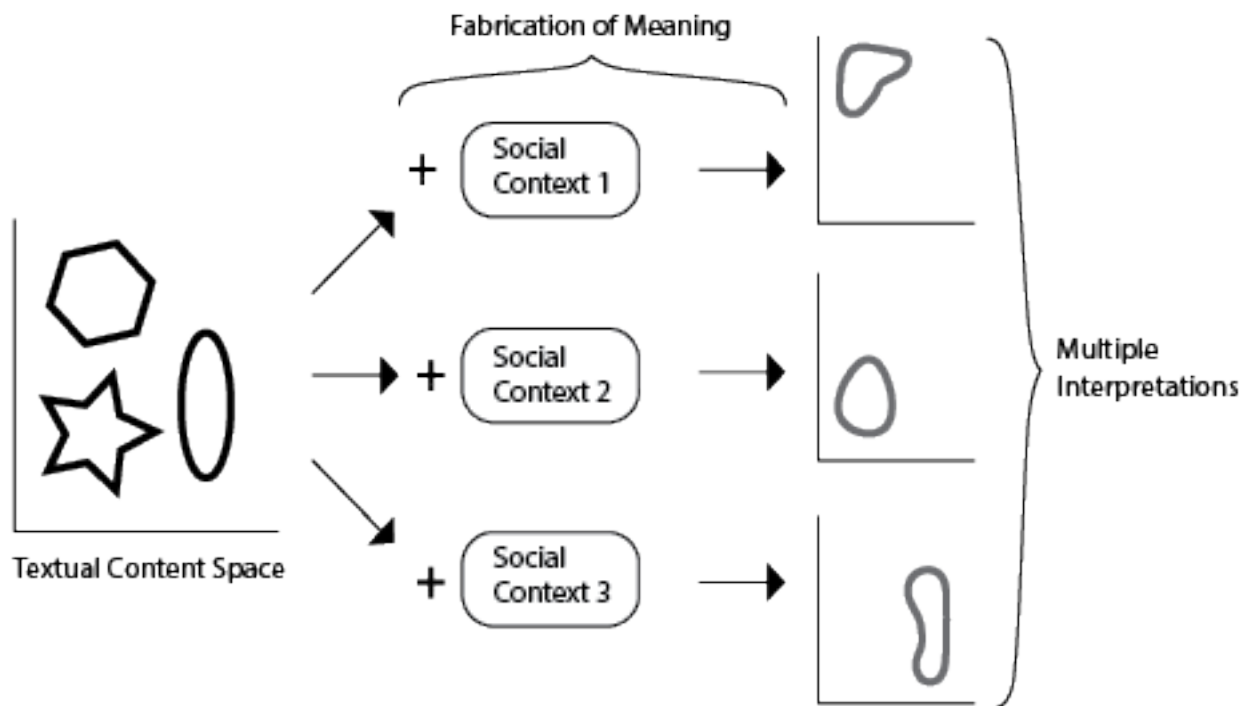 Fabrication of Meaning
+
Social
Context 1
+
Social
Context 2
Multiple
Interpretations
Textual Content Space
+
Social
Context 3